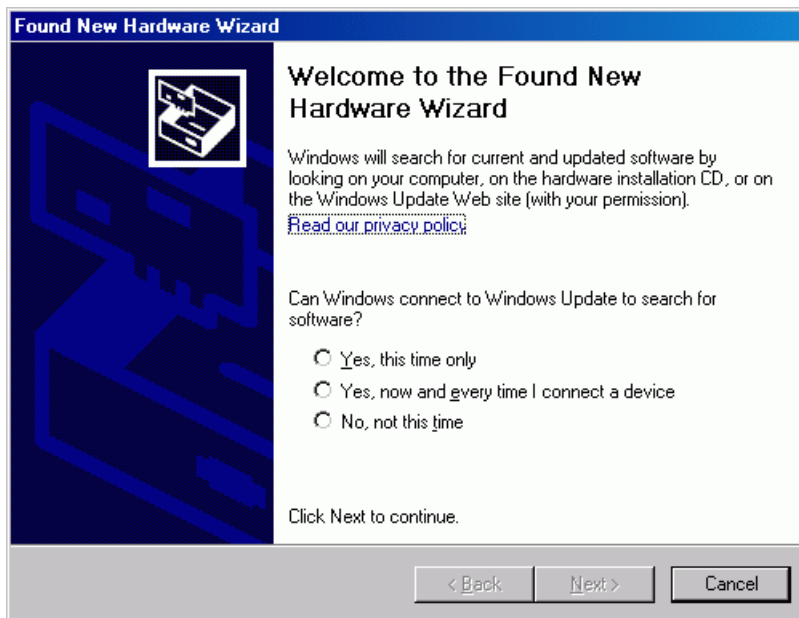 Found New Hardware Wizard
Welcome to the Found New
Hardware Wizard
Windows will search for current and updated software by
looking on your computer, on the hardware installation CD, or on
the Windows Update Web site (with your permission).
Read our privacy policy
Can Windows connect to Windows Update to search for
software?
Yes, this time only
Yes, now and every time I connect a device
No, not this time
Click Next to continue.
< Back Next > Cancel